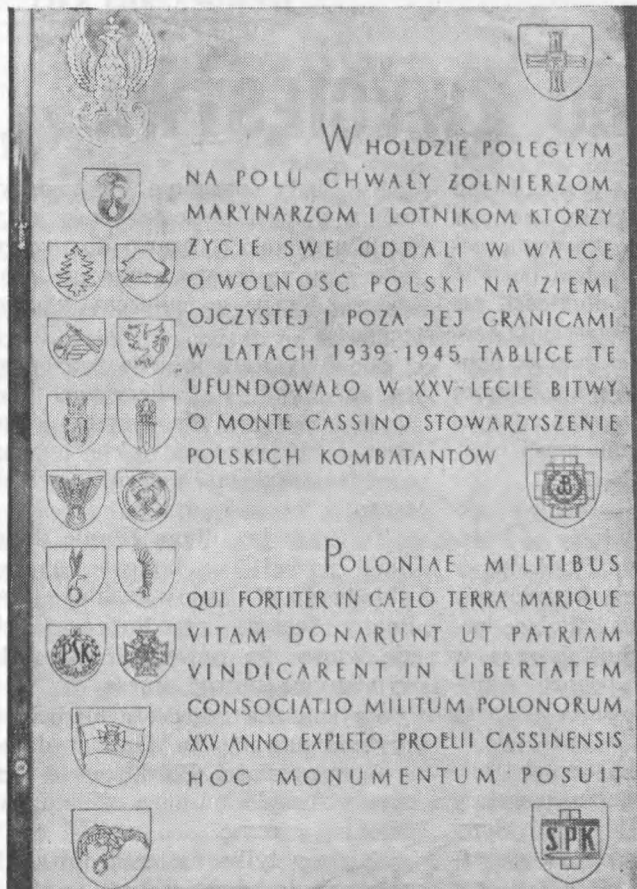 W HOŁDZIE POLEGŁYM
NA POLU CHWAŁY ŻOŁNIERZOM
MARYNARZOM I LOTNIKOM KTÓRZY
ŻYCIE SWE ODDALI W WALCE
O WOLNOŚĆ POLSKI NA ZIEMI
OJCZYSTEJ I POZA JEJ GRANICAMI
W LATACH 1939-1945 TABLICE TE
UFUNDOWAŁO W XXV-LECIE BITWY
O MONTE CASSINO STOWARZYSZENIE
POLSKICH KOMBATANTÓW
POLONIAE MILITIBUS
QUI FORTITER IN CAELO TERRA MARIQUE
VITAM DONARUNT UT PATRIAM
VINDICARENT IN LIBERTATEM
CONSOCIATIO MILITUM POLONORUM
XXV ANNO EXPLETO PROELII CASSINENSIS
HOC MONUMENTUM POSUIT
PSK
SPK